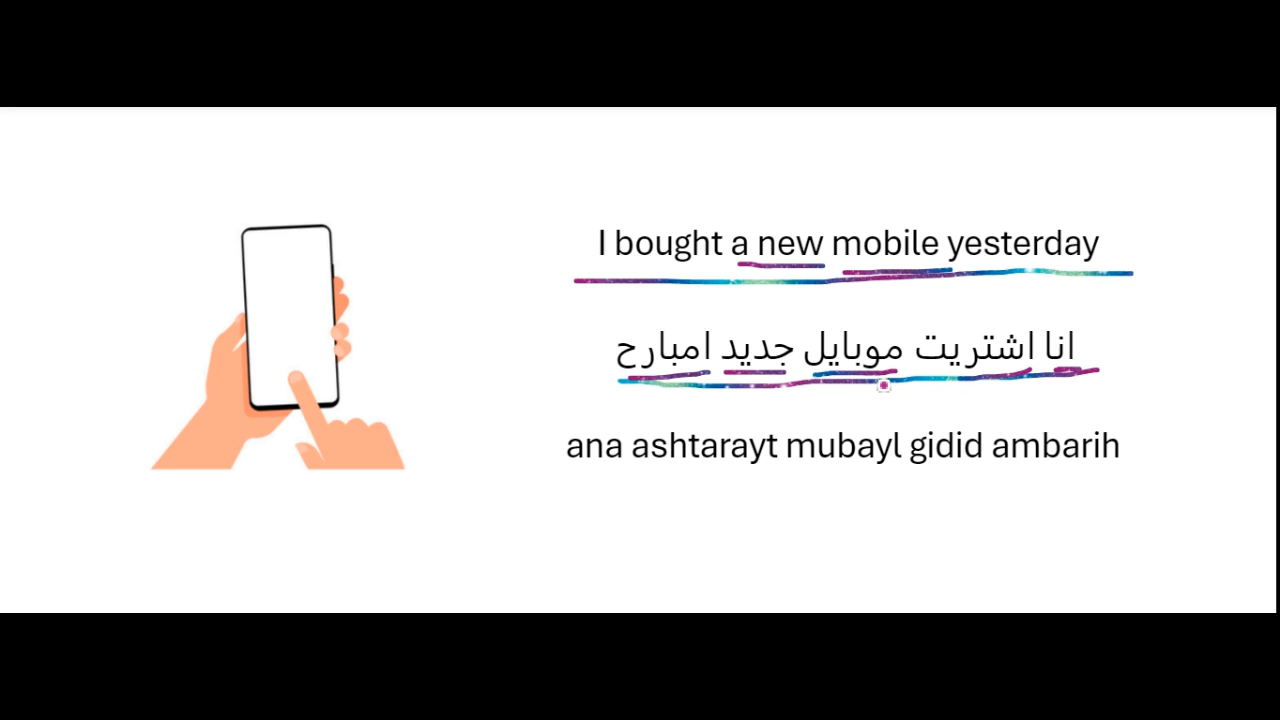 I bought a new mobile yesterday
انا اشتريت موبايل جديد امبارح
ana ashtarayt mubayl gidid ambarih